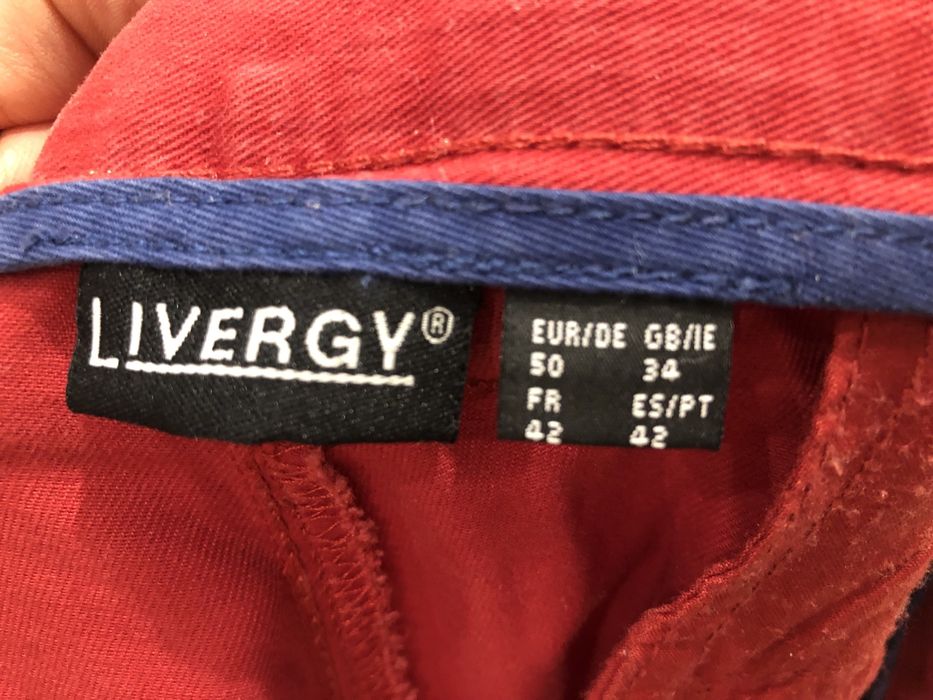 LIVERGY®
EUR/DE GB/IE
50 34
FR ES/PT
42 42